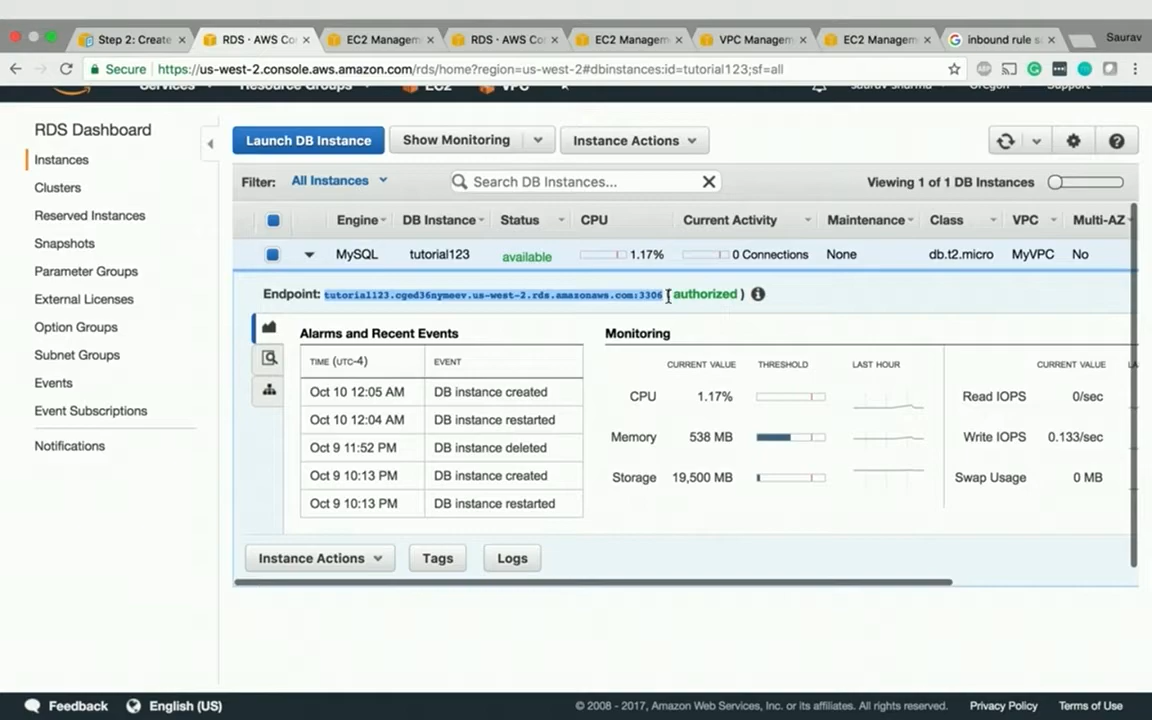 Step 2: Create
RDS · AWS Co
EC2 Managem
RDS · AWS Co
EC2 Managem
VPC Managem
EC2 Managem
inbound rule s
Saurav
Secure
https://us-west-2.console.aws.amazon.com/rds/home?region=us-west-2#dbinstances:id=tutorial123;sf=all
Services
Resource Groups
EC2
VPC
saurav sharma
Oregon
Support
RDS Dashboard
Instances
Clusters
Reserved Instances
Snapshots
Parameter Groups
External Licenses
Option Groups
Subnet Groups
Events
Event Subscriptions
Notifications
Launch DB Instance
Show Monitoring
Instance Actions
Filter: All Instances
Search DB Instances...
Viewing 1 of 1 DB Instances
Engine DB Instance Status CPU Current Activity Maintenance Class VPC Multi-AZ
MySQL tutorial123 available 1.17% 0 Connections None db.t2.micro MyVPC No
Endpoint: tutorial123.cged36nymeev.us-west-2.rds.amazonaws.com:3306 ( authorized )
Alarms and Recent Events
TIME (UTC-4) EVENT
Oct 10 12:05 AM DB instance created
Oct 10 12:04 AM DB instance restarted
Oct 9 11:52 PM DB instance deleted
Oct 9 10:13 PM DB instance created
Oct 9 10:13 PM DB instance restarted
Monitoring
CURRENT VALUE THRESHOLD LAST HOUR
CPU 1.17%
Memory 538 MB
Storage 19,500 MB
CURRENT VALUE
Read IOPS 0/sec
Write IOPS 0.133/sec
Swap Usage 0 MB
Instance Actions
Tags
Logs
Feedback
English (US)
© 2008 - 2017, Amazon Web Services, Inc. or its affiliates. All rights reserved.
Privacy Policy
Terms of Use